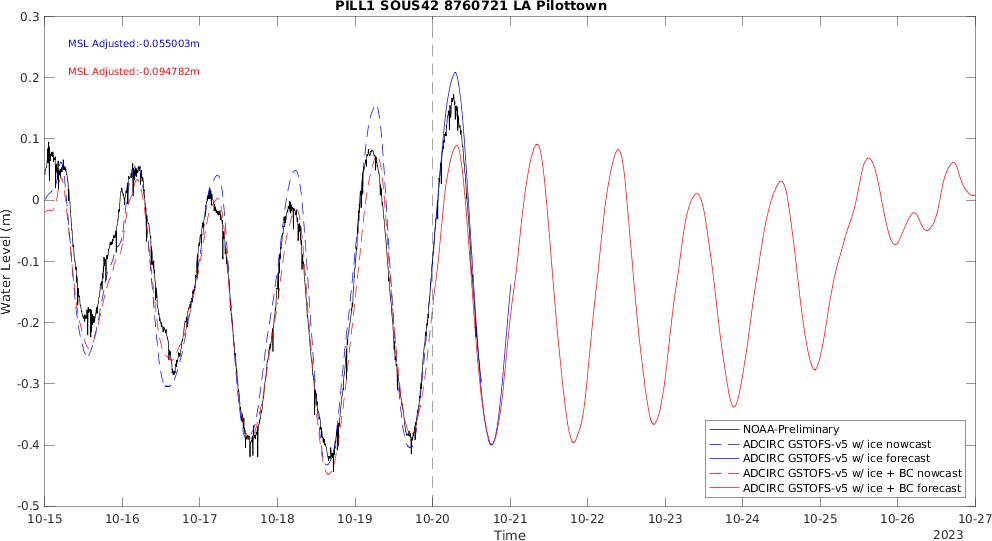 PILL1 SOUS42 8760721 LA Pilottown
MSL Adjusted:-0.055003m
MSL Adjusted:-0.094782m
Water Level (m)
0.3
0.2
0.1
0
-0.1
-0.2
-0.3
-0.4
-0.5
NOAA-Preliminary
ADCIRC GSTOFS-v5 w/ ice nowcast
ADCIRC GSTOFS-v5 w/ ice forecast
ADCIRC GSTOFS-v5 w/ ice + BC nowcast
ADCIRC GSTOFS-v5 w/ ice + BC forecast
10-15 10-16 10-17 10-18 10-19 10-20 10-21 10-22 10-23 10-24 10-25 10-26 10-27
Time
2023